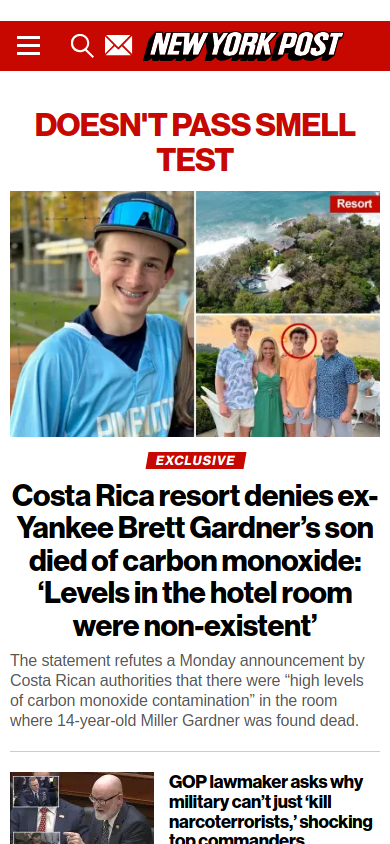 NEW YORK POST
DOESN'T PASS SMELL
TEST
Resort
PINECO
EXCLUSIVE
Costa Rica resort denies ex-
Yankee Brett Gardner’s son
died of carbon monoxide:
‘Levels in the hotel room
were non-existent’
The statement refutes a Monday announcement by
Costa Rican authorities that there were “high levels
of carbon monoxide contamination” in the room
where 14-year-old Miller Gardner was found dead.
GOP lawmaker asks why
military can’t just ‘kill
narcoterrorists,’ shocking
top commanders